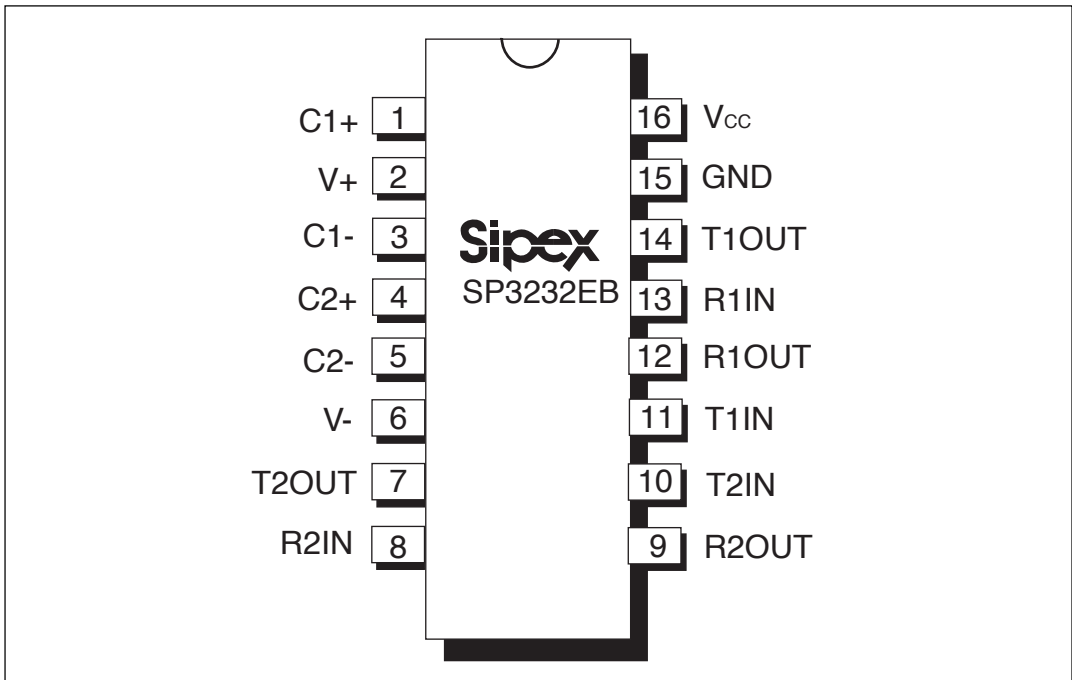 C1+ 1
V+ 2
C1- 3
C2+ 4
C2- 5
V- 6
T2OUT 7
R2IN 8
Sipex
SP3232EB
16 Vcc
15 GND
14 T1OUT
13 R1IN
12 R1OUT
11 T1IN
10 T2IN
9 R2OUT